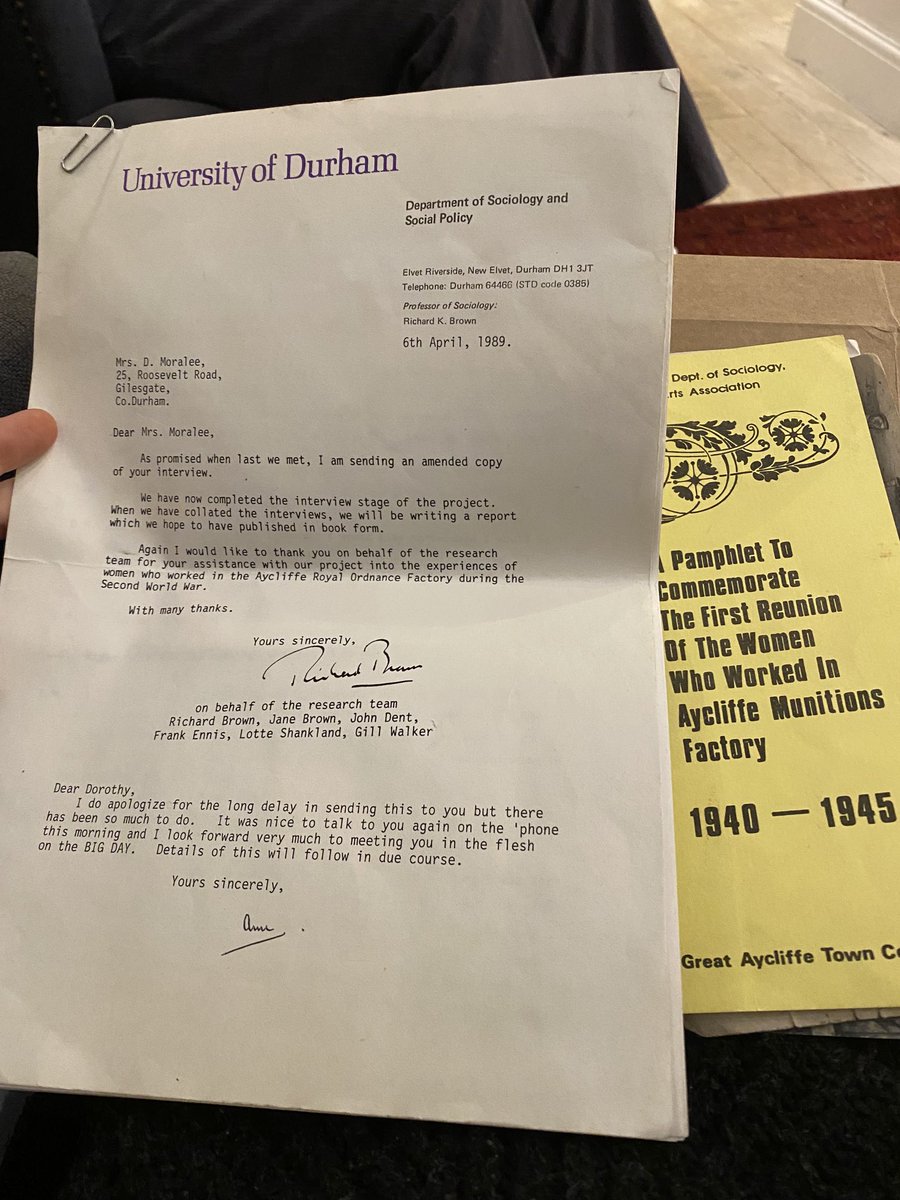 University of Durham
Department of Sociology and
Social Policy
Elvet Riverside, New Elvet, Durham DH1 3JT
Telephone: Durham 64466 (STD code 0385)
Professor of Sociology:
Richard K. Brown
6th April, 1989.
Mrs. D. Moralee,
25, Roosevelt Road,
Gilesgate,
Co.Durham.
Dear Mrs. Moralee,
As promised when last we met, I am sending an amended copy
of your interview.
We have now completed the interview stage of the project.
When we have collated the interviews, we will be writing a report
which we hope to have published in book form.
Again I would like to thank you on behalf of the research
team for your assistance with our project into the experiences of
women who worked in the Aycliffe Royal Ordnance Factory during the
Second World War.
With many thanks.
Yours sincerely,
Richard Brown
on behalf of the research team
Richard Brown, Jane Brown, John Dent,
Frank Ennis, Lotte Shankland, Gill Walker
Dear Dorothy,
I do apologize for the long delay in sending this to you but there
has been so much to do. It was nice to talk to you again on the 'phone
this morning and I look forward very much to meeting you in the flesh
on the BIG DAY. Details of this will follow in due course.
Yours sincerely,
Dept. of Sociology,
Association
Pamphlet To
Commemorate
The First Reunion
Of The Women
Who Worked In
Aycliffe Munitions
Factory
1940 — 1945
Great Aycliffe Town